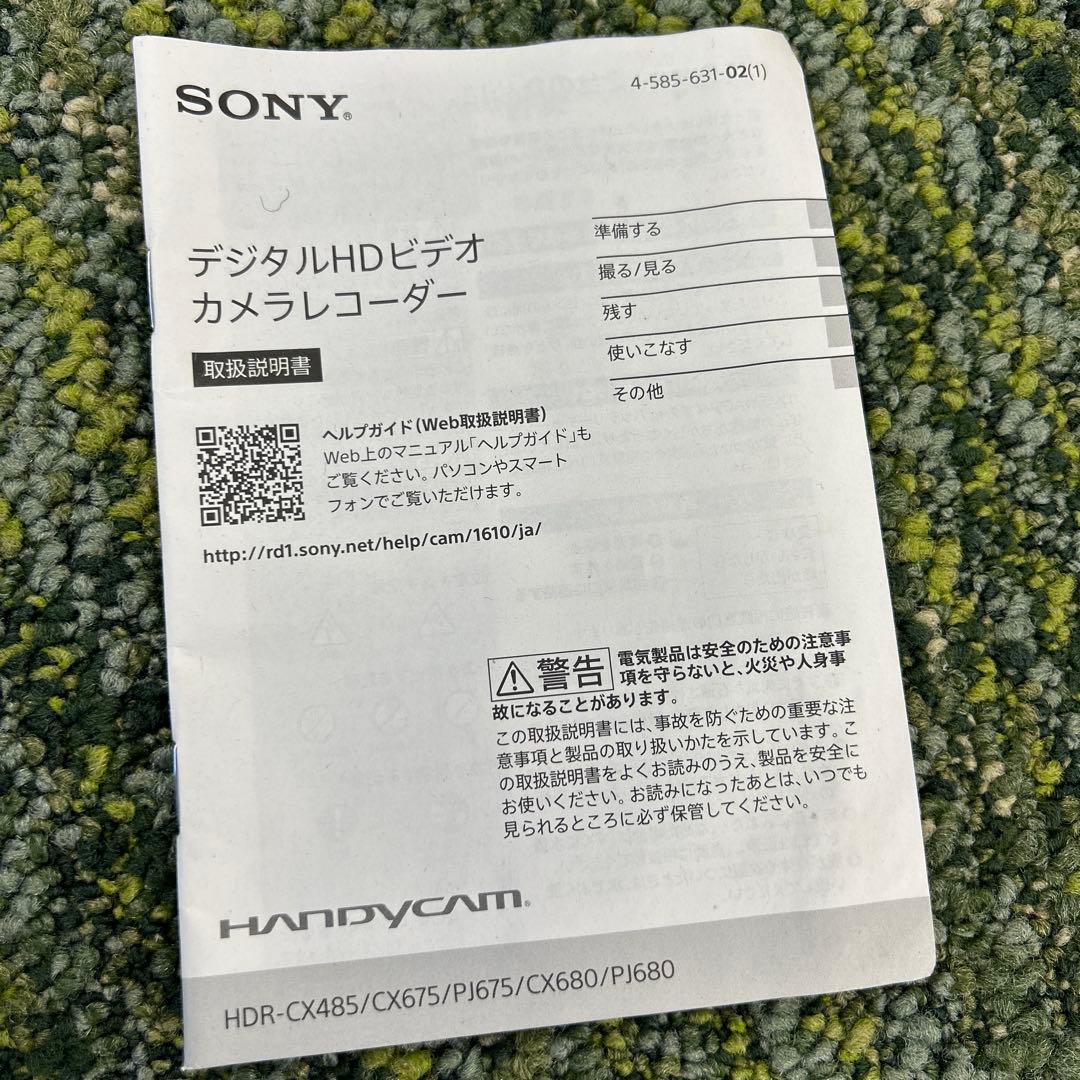 SONY®
4-585-631-02(1)
デジタルHDビデオ
カメラレコーダー
取扱説明書
準備する
撮る/見る
残す
使いこなす
その他
ヘルプガイド(Web取扱説明書)
Web上のマニュアル「ヘルプガイド」も
ご覧ください。パソコンやスマート
フォンでご覧いただけます。
http://rd1.sony.net/help/cam/1610/ja/
警告 電気製品は安全のための注意事
項を守らないと、火災や人身事
故になることがあります。
この取扱説明書には、事故を防ぐための重要な注
意事項と製品の取り扱いかたを示しています。こ
の取扱説明書をよくお読みのうえ、製品を安全に
お使いください。お読みになったあとは、いつでも
見られるところに必ず保管してください。
HANDYCAM®
HDR-CX485/CX675/PJ675/CX680/PJ680